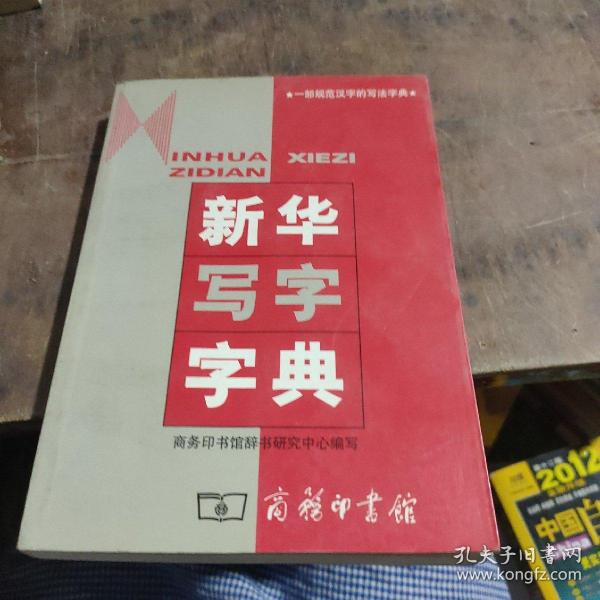 ★一部规范汉字的写法字典★
XINHUA XIEZI
ZIDIAN
新华
写字
字典
商务印书馆辞书研究中心编写
商務印書館
2012
中国
孔夫子旧书网
www.kongfz.com